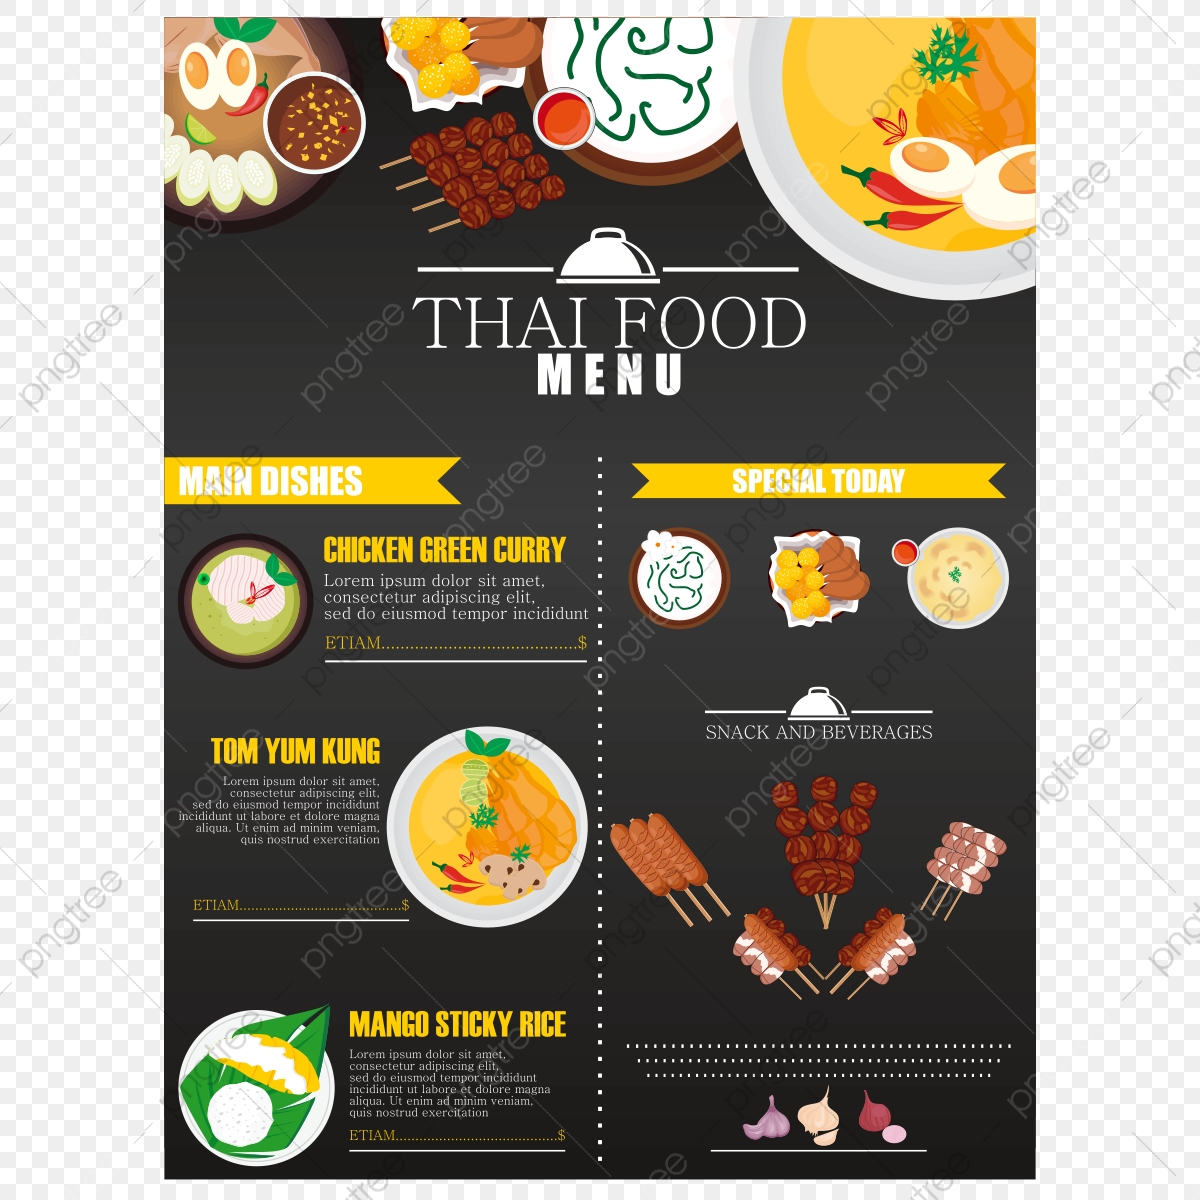 THAI FOOD
MENU
MAIN DISHES
CHICKEN GREEN CURRY
Lorem ipsum dolor sit amet,
consectetur adipiscing elit,
sed do eiusmod tempor incididunt
ETIAM..........................................$
TOM YUM KUNG
Lorem ipsum dolor sit amet,
consectetur adipiscing elit,
sed do eiusmod tempor incididunt
incididunt ut labore et dolore magna
aliqua. Ut enim ad minim veniam,
quis nostrud exercitation
ETIAM..........................................$
MANGO STICKY RICE
Lorem ipsum dolor sit amet,
consectetur adipiscing elit,
sed do eiusmod tempor incididunt
incididunt ut labore et dolore magna
aliqua. Ut enim ad minim veniam,
quis nostrud exercitation
ETIAM..........................................$
SPECIAL TODAY
SNACK AND BEVERAGES
pngtree